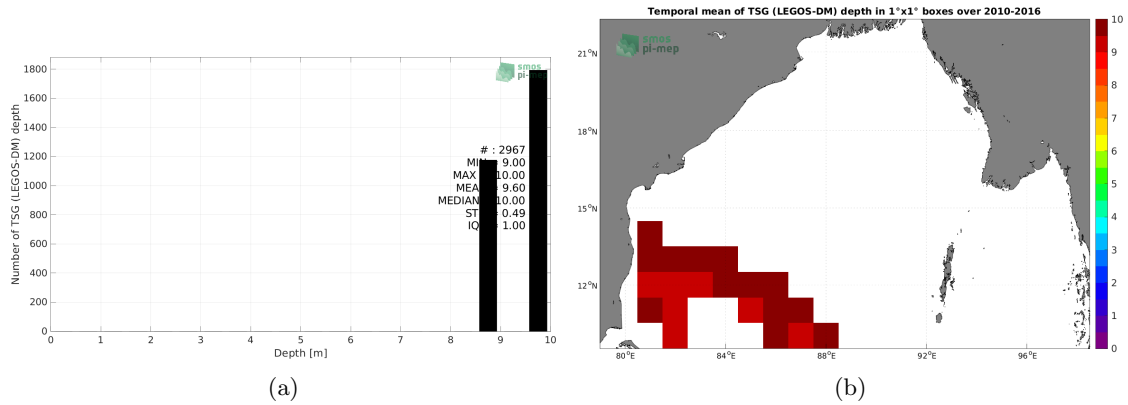 smos
pi-mep
1800
1600
1400
1200
1000
800
600
400
200
0
Number of TSG (LEGOS-DM) depth
# : 2967
= 9.00
MAX 10.00
9.60
MEDIAN 10.00
= 0.49
= 1.00
0 1 2 3 4 5 6 7 8 9 10
Depth [m]
(a)
Temporal mean of TSG (LEGOS-DM) depth in 1°x1° boxes over 2010-2016
smos
pi-mep
21°N
18°N
15°N
12°N
80°E 84°E 88°E 92°E 96°E
10
9
8
7
6
5
4
3
2
1
0
(b)